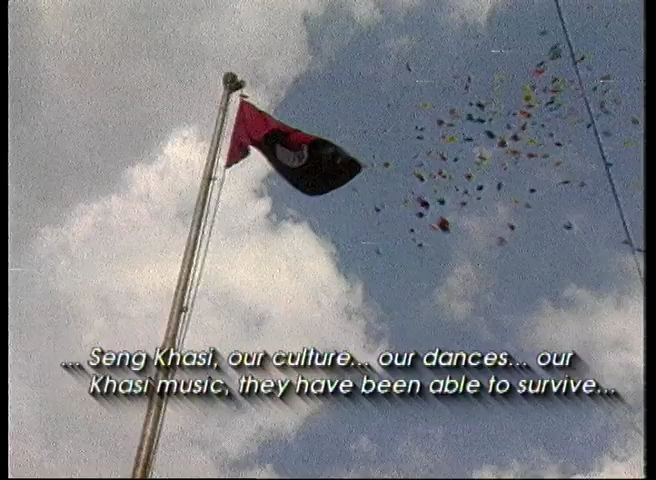 ... Seng Khasi, our culture... our dances... our
Khasi music, they have been able to survive...